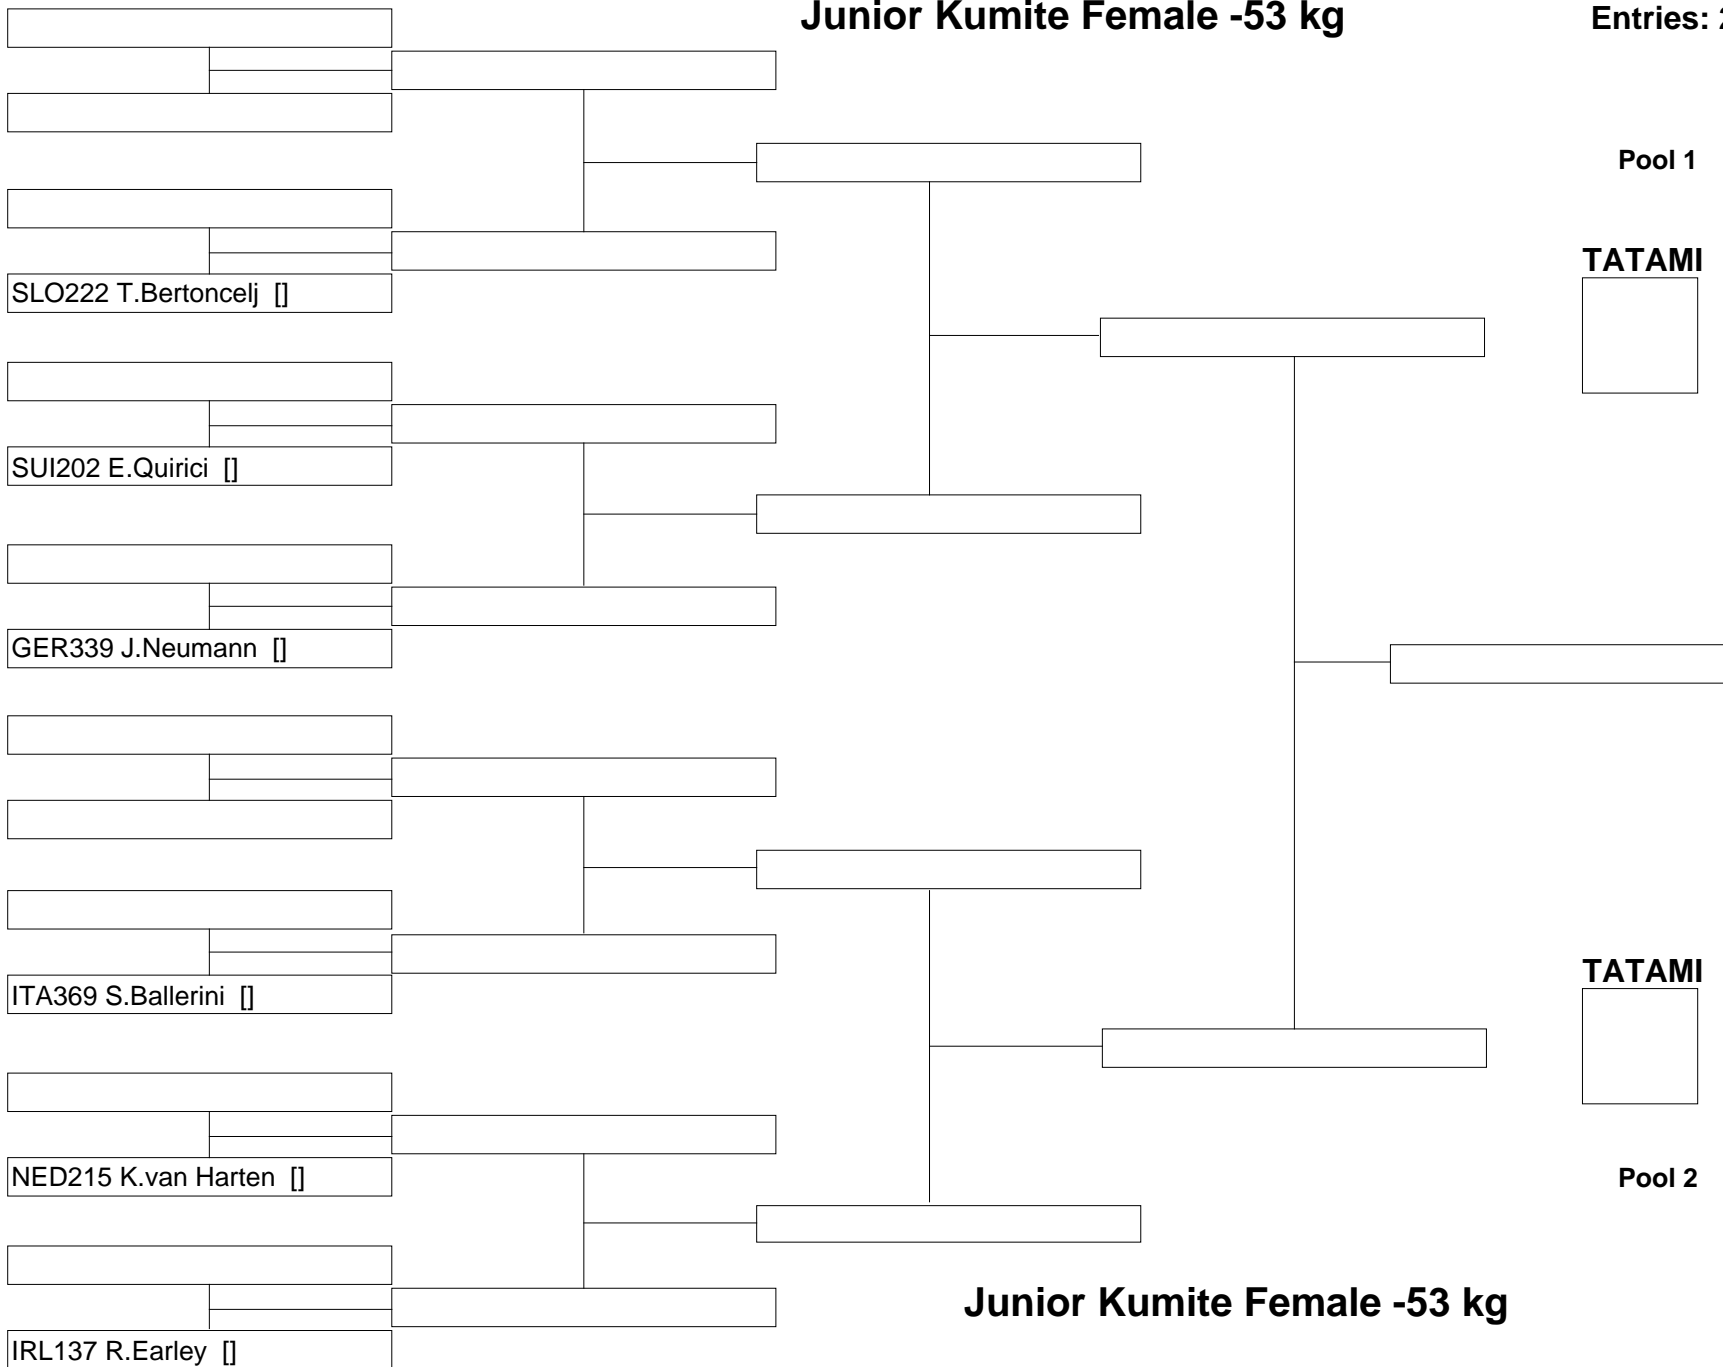 Junior Kumite Female -53 kg
Entries: 2
Pool 1
TATAMI
SLO222 T.Bertoncelj []
SUI202 E.Quirici []
GER339 J.Neumann []
TATAMI
ITA369 S.Ballerini []
NED215 K.van Harten []
Pool 2
Junior Kumite Female -53 kg
IRL137 R.Earley []